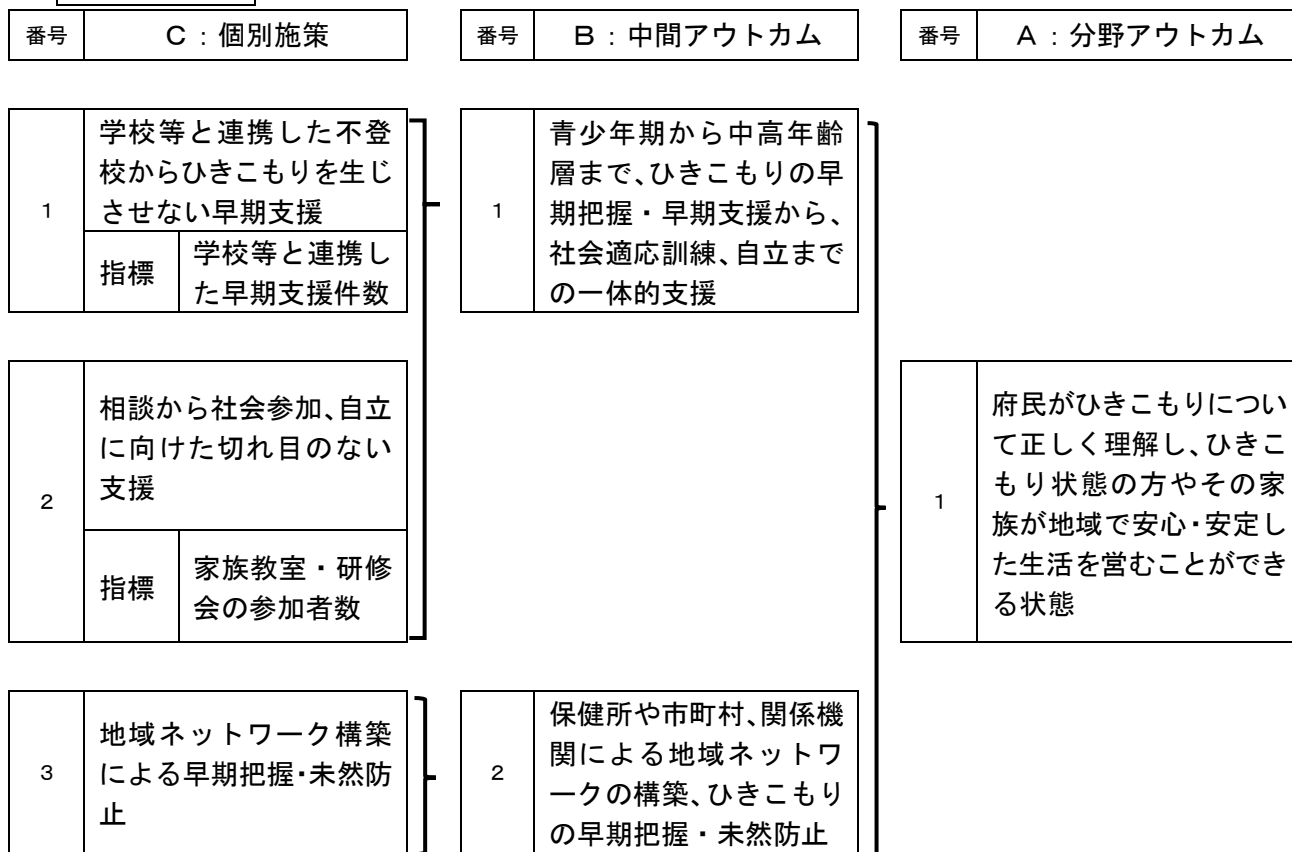 番号 C：個別施策 番号 B：中間アウトカム 番号 A：分野アウトカム
1
学校等と連携した不登
校からひきこもりを生じ
させない早期支援
指標
学校等と連携し
た早期支援件数
1
青少年期から中高年齢
層まで、ひきこもりの早
期把握・早期支援から、
社会適応訓練、自立まで
の一体的支援
2
相談から社会参加、自立
に向けた切れ目のない
支援
指標
家族教室・研修
会の参加者数
1
府民がひきこもりについ
て正しく理解し、ひきこ
もり状態の方やその家
族が地域で安心・安定し
た生活を営むことができ
る状態
3
地域ネットワーク構築
による早期把握・未然防
止
2
保健所や市町村、関係機
関による地域ネットワ
ークの構築、ひきこもり
の早期把握・未然防止